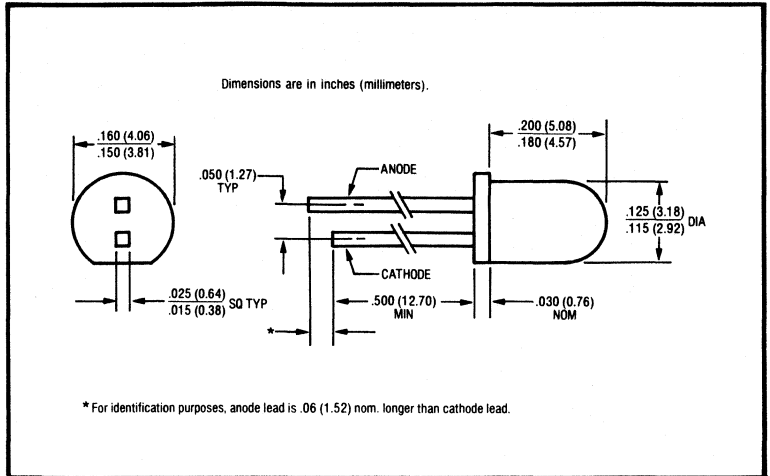 Dimensions are in inches (millimeters).
.160 (4.06)
.150 (3.81)
.050 (1.27)
TYP
ANODE
.200 (5.08)
.180 (4.57)
.125 (3.18)
.115 (2.92)
DIA
CATHODE
.025 (0.64)
.015 (0.38)
SQ TYP
.500 (12.70)
MIN
.030 (0.76)
NOM
*
* For identification purposes, anode lead is .06 (1.52) nom. longer than cathode lead.